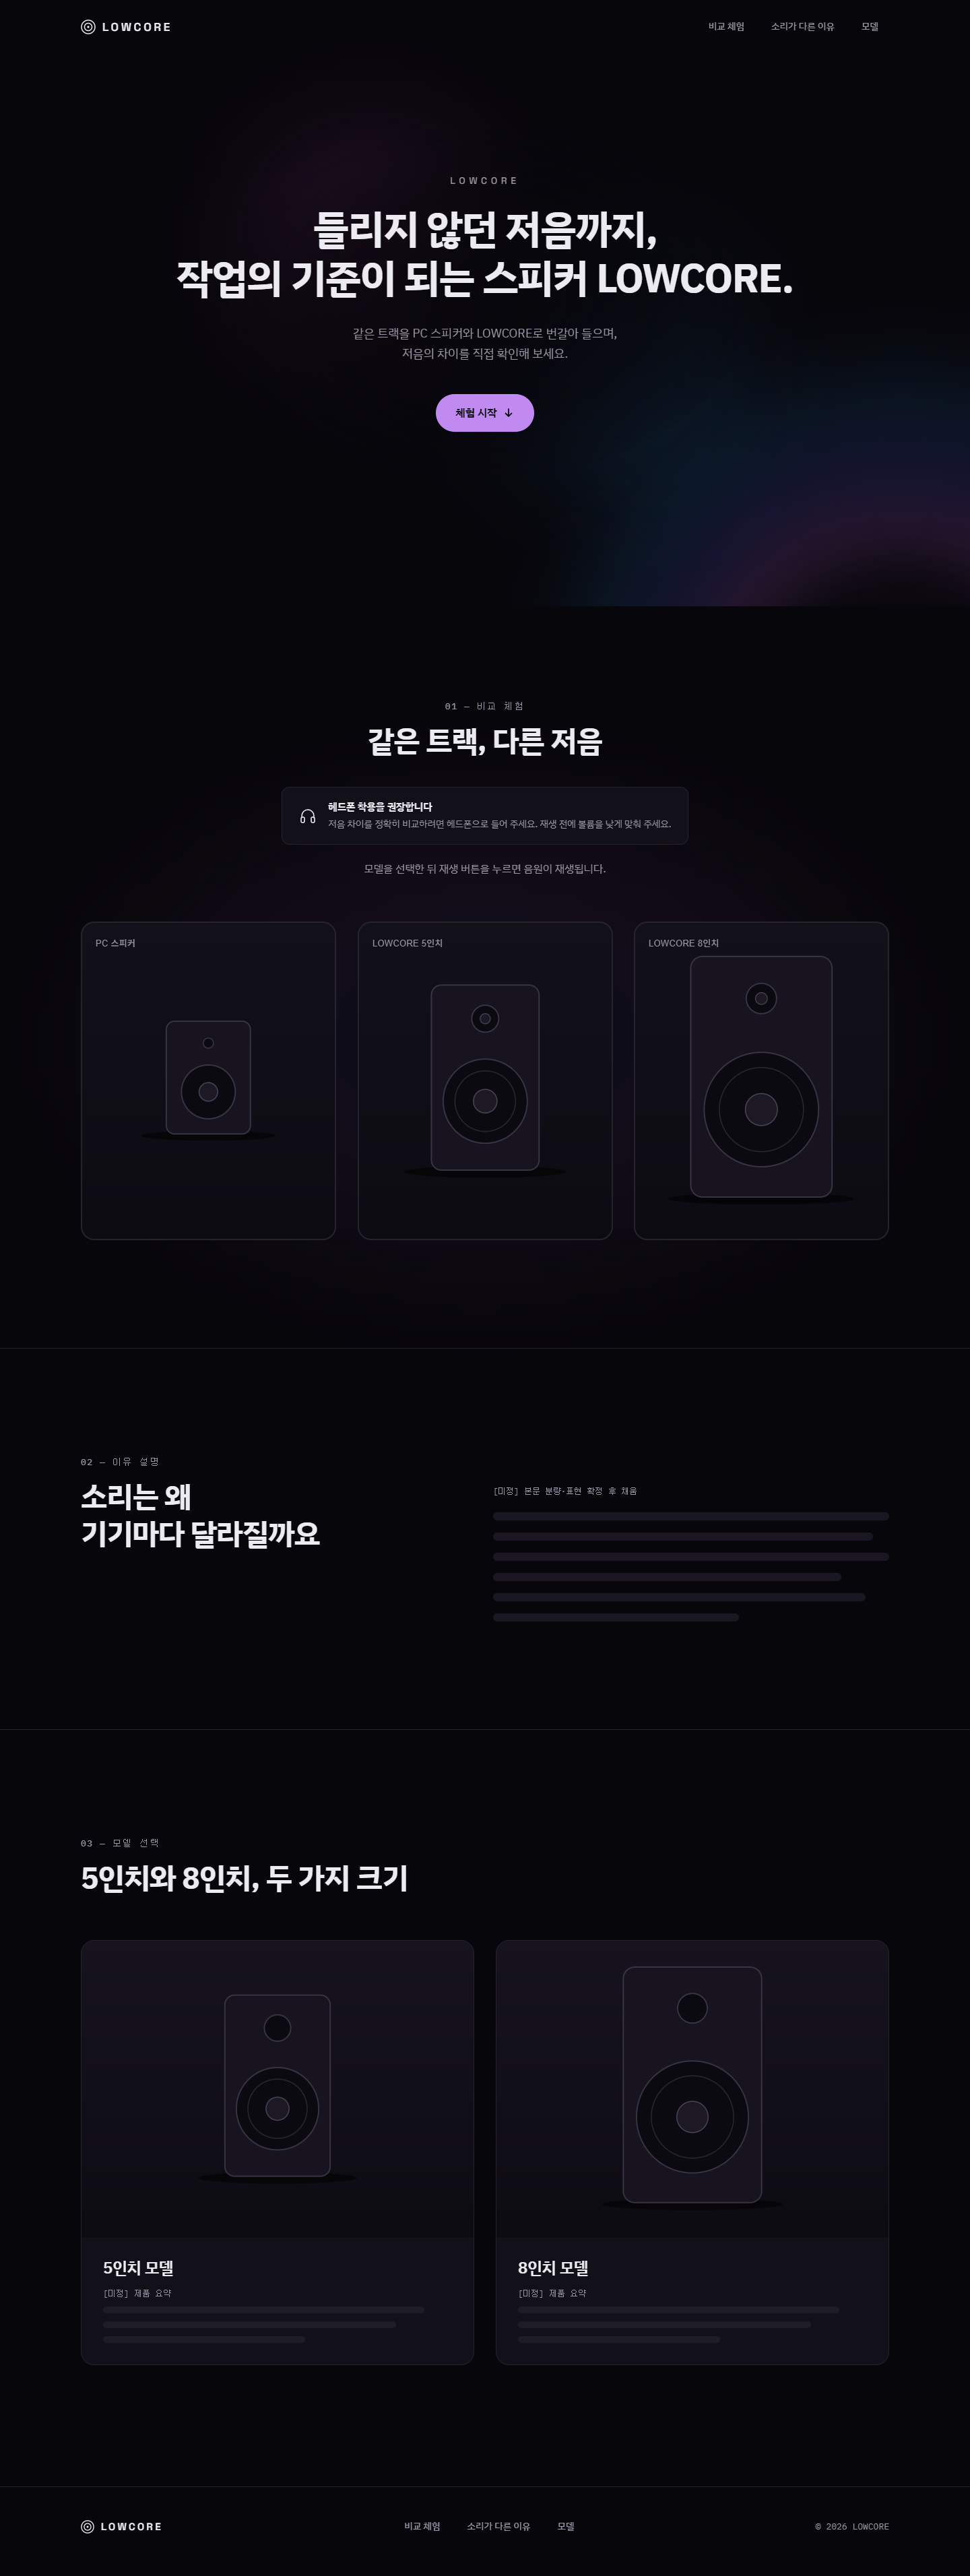 LOWCORE
비교 체험
소리가 다른 이유
모델
LOWCORE
들리지 않던 저음까지,
작업의 기준이 되는 스피커 LOWCORE.
같은 트랙을 PC 스피커와 LOWCORE로 번갈아 들으며,
저음의 차이를 직접 확인해 보세요.
체험 시작 ↓
01 — 비교 체험
같은 트랙, 다른 저음
헤드폰 착용을 권장합니다
저음 차이를 정확히 비교하려면 헤드폰으로 들어 주세요. 재생 전에 볼륨을 낮게 맞춰 주세요.
모델을 선택한 뒤 재생 버튼을 누르면 음원이 재생됩니다.
PC 스피커
LOWCORE 5인치
LOWCORE 8인치
02 — 이유 설명
소리는 왜
기기마다 달라질까요
[미정] 본문 분량·표현 확정 후 채움
03 — 모델 선택
5인치와 8인치, 두 가지 크기
5인치 모델
[미정] 제품 요약
8인치 모델
[미정] 제품 요약
LOWCORE
비교 체험
소리가 다른 이유
모델
© 2026 LOWCORE